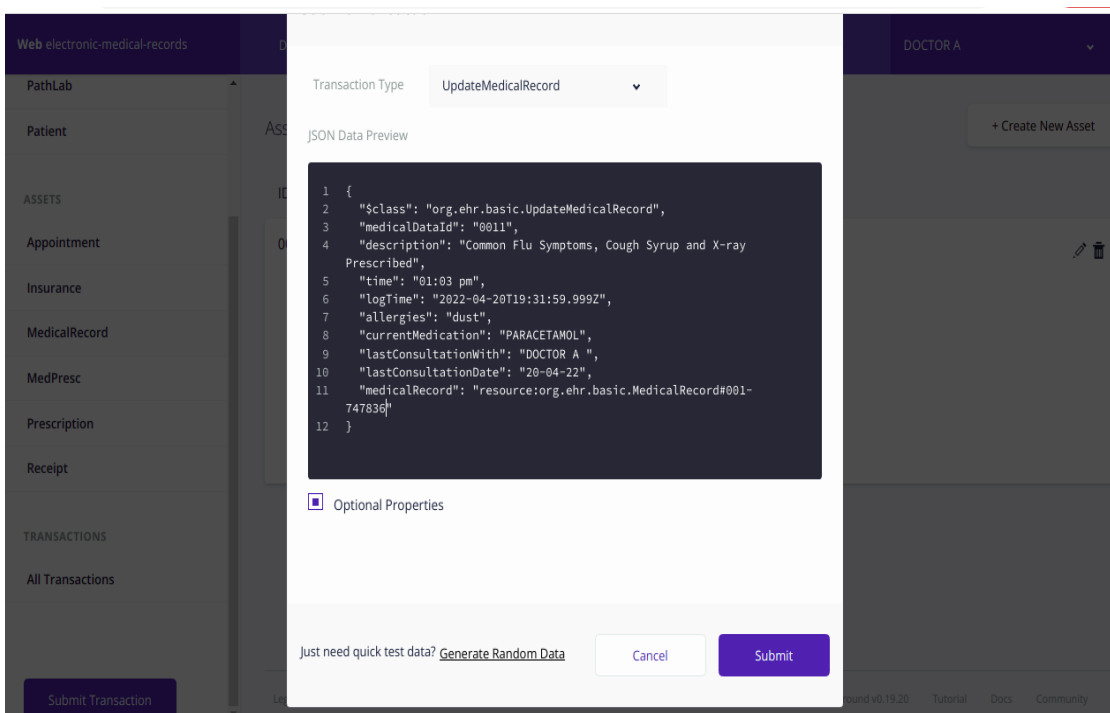 Web electronic-medical-records
DOCTOR A
PathLab
Patient
ASSETS
Appointment
Insurance
MedicalRecord
MedPresc
Prescription
Receipt
TRANSACTIONS
All Transactions
Submit Transaction
+ Create New Asset
Transaction Type
UpdateMedicalRecord
JSON Data Preview
1 {
2 "$class": "org.ehr.basic.UpdateMedicalRecord",
3 "medicalDataId": "0011",
4 "description": "Common Flu Symptoms, Cough Syrup and X-ray
Prescribed",
5 "time": "01:03 pm",
6 "logTime": "2022-04-20T19:31:59.999Z",
7 "allergies": "dust",
8 "currentMedication": "PARACETAMOL",
9 "lastConsultationWith": "DOCTOR A ",
10 "lastConsultationDate": "20-04-22",
11 "medicalRecord": "resource:org.ehr.basic.MedicalRecord#001-
747836"
12 }
Optional Properties
Just need quick test data? Generate Random Data
Cancel
Submit
v0.19.20
Tutorial
Docs
Community